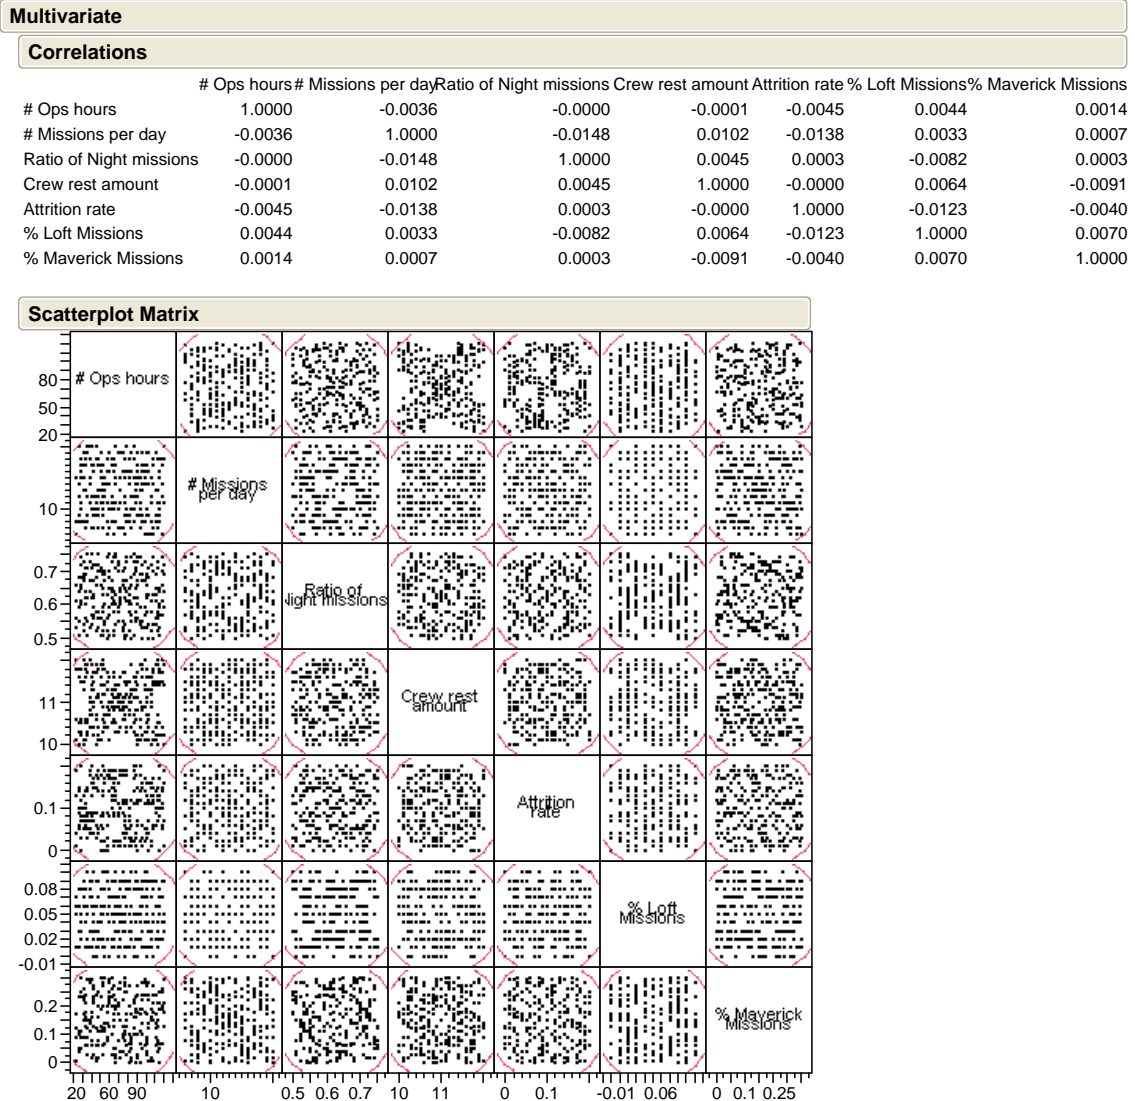 Multivariate
Correlations
# Ops hours # Missions per day Ratio of Night missions Crew rest amount Attrition rate % Loft Missions % Maverick Missions
# Ops hours 1.0000 -0.0036 -0.0000 -0.0001 -0.0045 0.0044 0.0014
# Missions per day -0.0036 1.0000 -0.0148 0.0102 -0.0138 0.0033 0.0007
Ratio of Night missions -0.0000 -0.0148 1.0000 0.0045 0.0003 -0.0082 0.0003
Crew rest amount -0.0001 0.0102 0.0045 1.0000 -0.0000 0.0064 -0.0091
Attrition rate -0.0045 -0.0138 0.0003 -0.0000 1.0000 -0.0123 -0.0040
% Loft Missions 0.0044 0.0033 -0.0082 0.0064 -0.0123 1.0000 0.0070
% Maverick Missions 0.0014 0.0007 0.0003 -0.0091 -0.0040 0.0070 1.0000
Scatterplot Matrix
80
# Ops hours
50
20
# Missions
per day
10
0.7
Ratio of
0.6
light missions
0.5
Crew rest
11
amount
10
Attrition
0.1
rate
0
0.08
% Loft
0.05
Missions
0.02
-0.01
0.2
% Maverick
Missions
0.1
0
20 60 90 10 0.5 0.6 0.7 10 11 0 0.1 -0.01 0.06 0 0.1 0.25